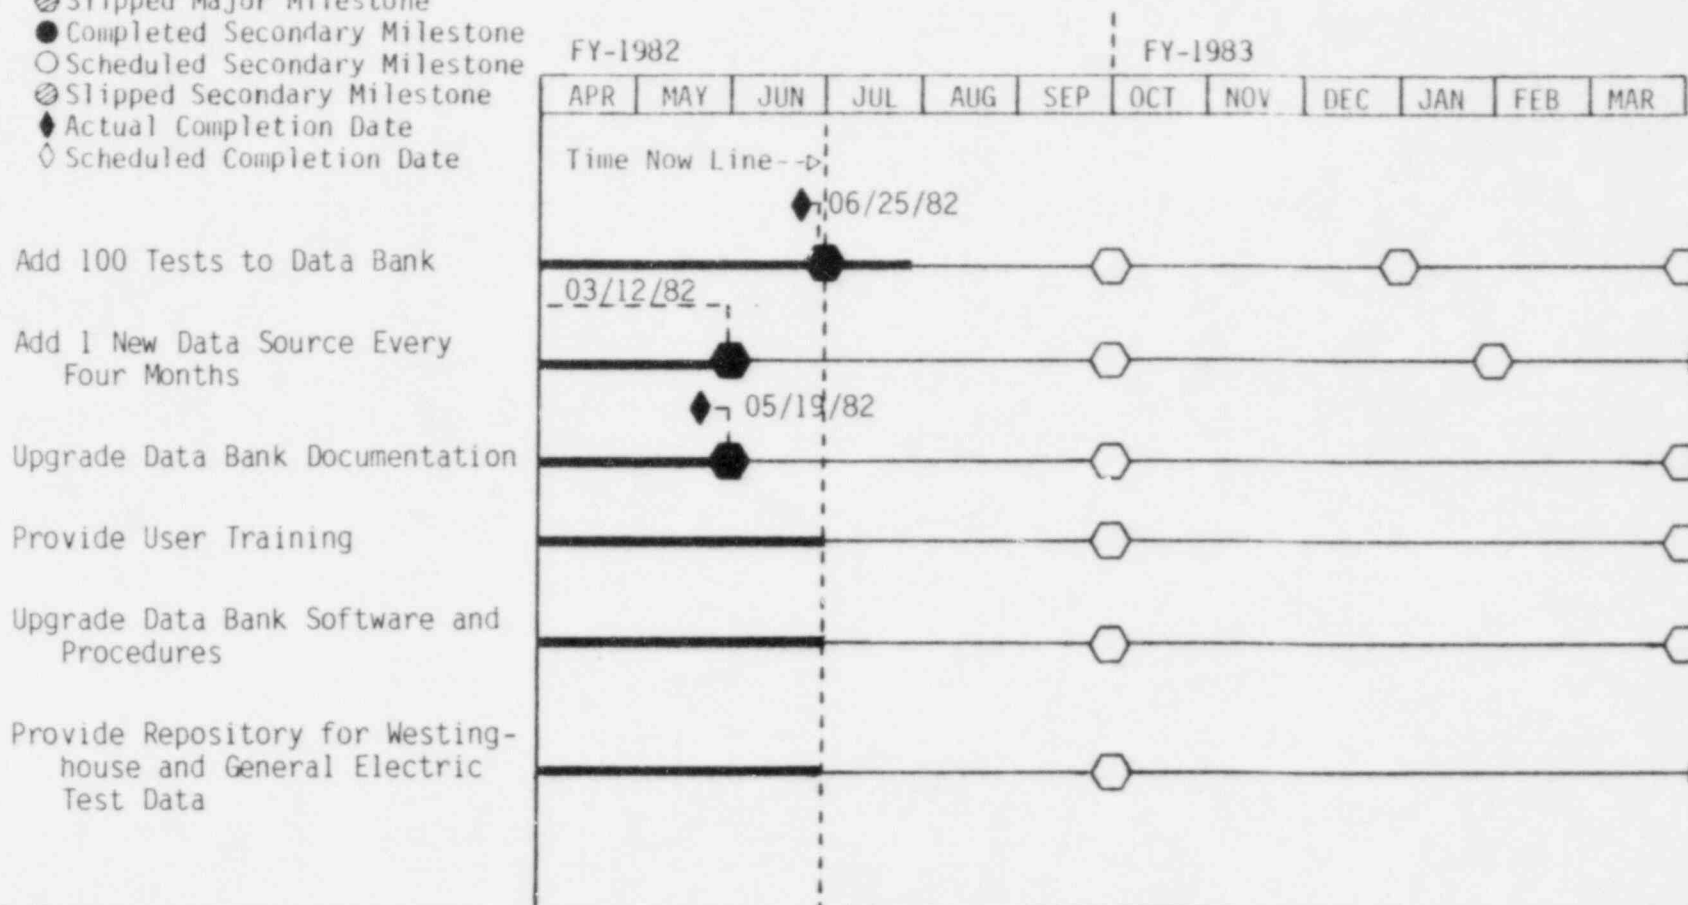 Slipped Major Milestone
Completed Secondary Milestone
Scheduled Secondary Milestone
Slipped Secondary Milestone
Actual Completion Date
Scheduled Completion Date
FY-1982 FY-1983
APR MAY JUN JUL AUG SEP OCT NOV DEC JAN FEB MAR
Time Now Line
06/25/82
Add 100 Tests to Data Bank
03/12/82
Add 1 New Data Source Every
Four Months
05/19/82
Upgrade Data Bank Documentation
Provide User Training
Upgrade Data Bank Software and
Procedures
Provide Repository for Westing-
house and General Electric
Test Data